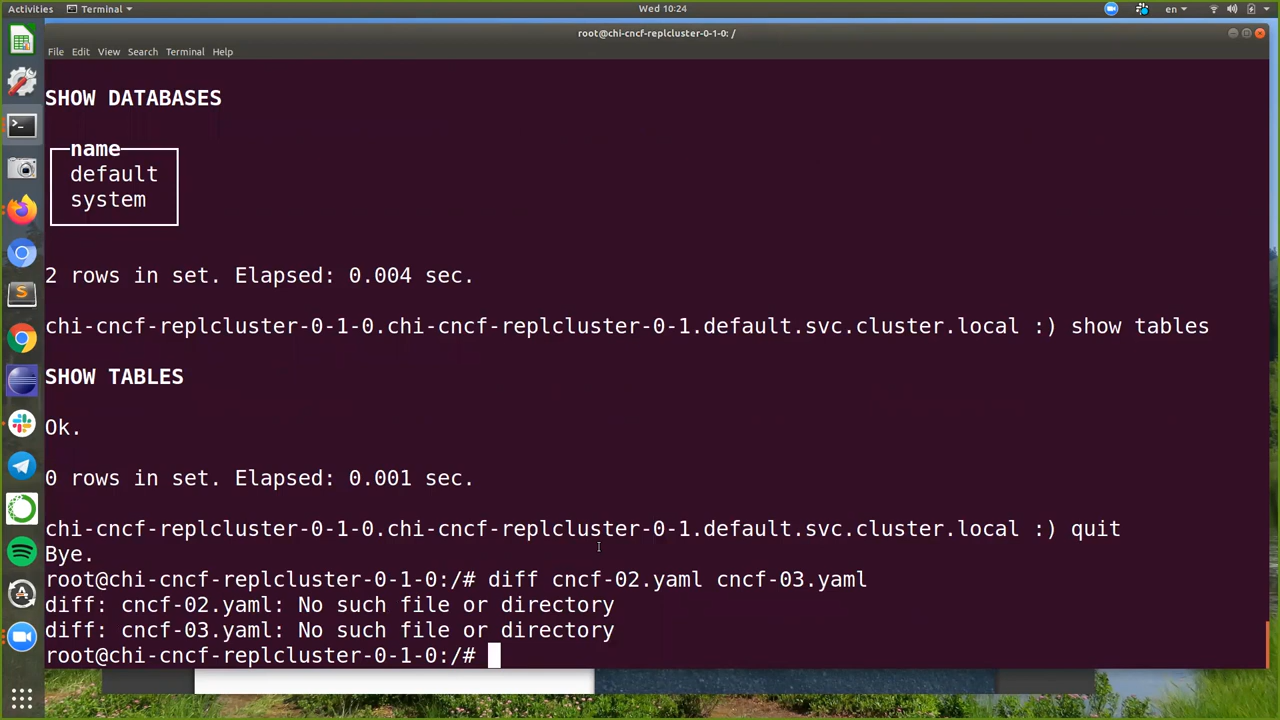 Activities
Terminal
Wed 10:24
en
root@chi-cncf-replcluster-0-1-0: /
File Edit View Search Terminal Help
SHOW DATABASES
name
default
system
2 rows in set. Elapsed: 0.004 sec.
chi-cncf-replcluster-0-1-0.chi-cncf-replcluster-0-1.default.svc.cluster.local :) show tables
SHOW TABLES
Ok.
0 rows in set. Elapsed: 0.001 sec.
chi-cncf-replcluster-0-1-0.chi-cncf-replcluster-0-1.default.svc.cluster.local :) quit
Bye.
root@chi-cncf-replcluster-0-1-0:/# diff cncf-02.yaml cncf-03.yaml
diff: cncf-02.yaml: No such file or directory
diff: cncf-03.yaml: No such file or directory
root@chi-cncf-replcluster-0-1-0:/#